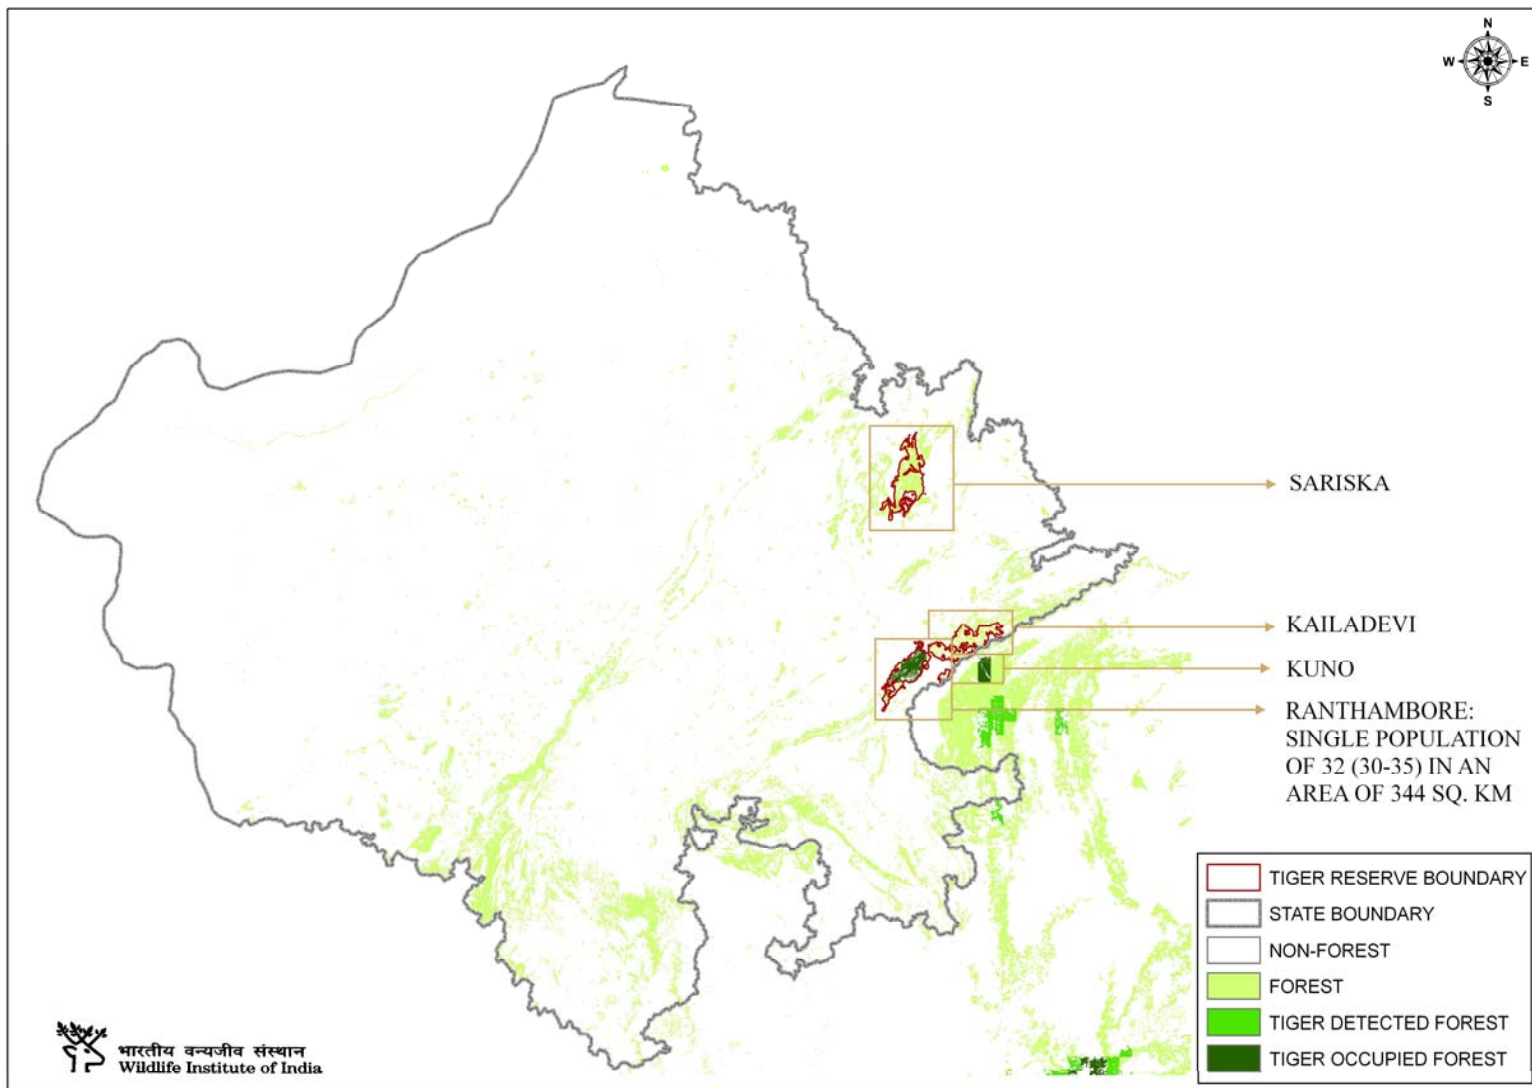 N
W E
S
SARISKA
KAILADEVI
KUNO
RANTHAMBORE:
SINGLE POPULATION
OF 32 (30-35) IN AN
AREA OF 344 SQ. KM
TIGER RESERVE BOUNDARY
STATE BOUNDARY
NON-FOREST
FOREST
TIGER DETECTED FOREST
TIGER OCCUPIED FOREST
भारतीय वन्यजीव संस्थान
Wildlife Institute of India